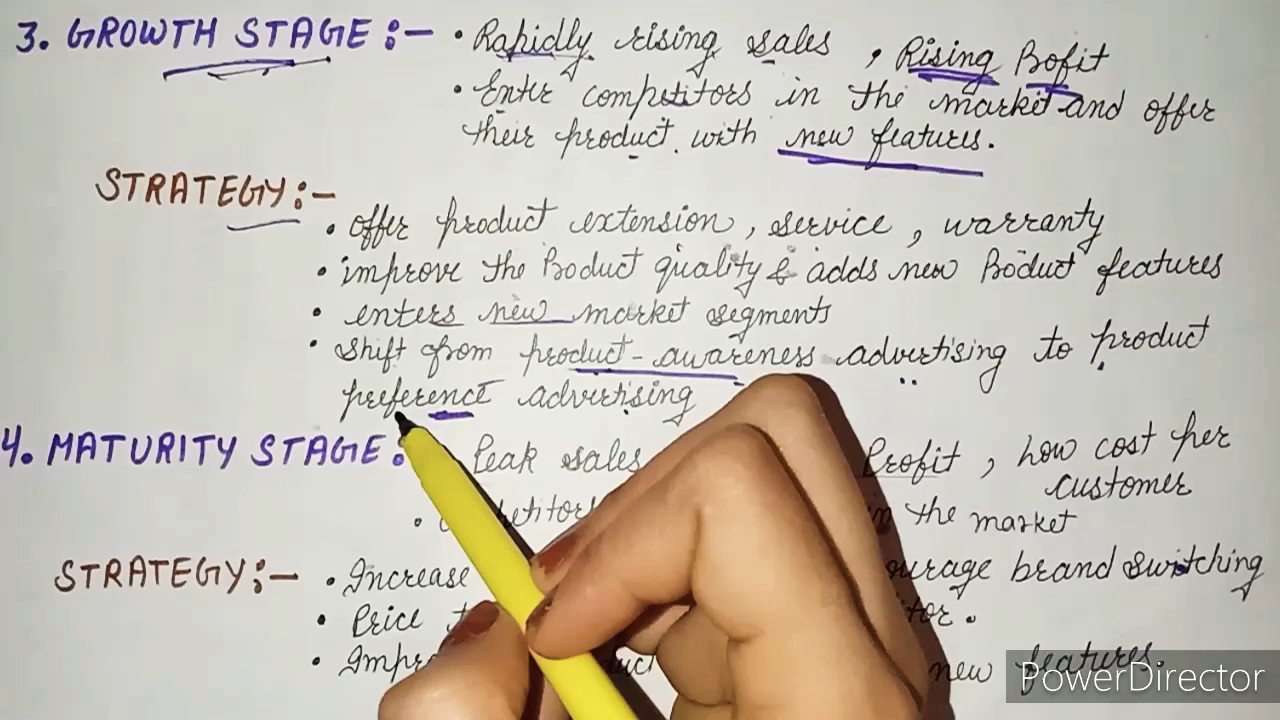 3. GROWTH STAGE :- • Rapidly rising sales , Rising Profit
• Enter competitors in the market and offer
their product with new features.
STRATEGY :-
• offer product extension, service, warranty
• improve the Product quality & adds new Product features
• enters new market segments
• Shift from product-awareness advertising to product
preference advertising
4. MATURITY STAGE : Peak sales Profit , low cost per
customer
• in the market
STRATEGY :- • Increase brand switching
• Price
• new features.
PowerDirector